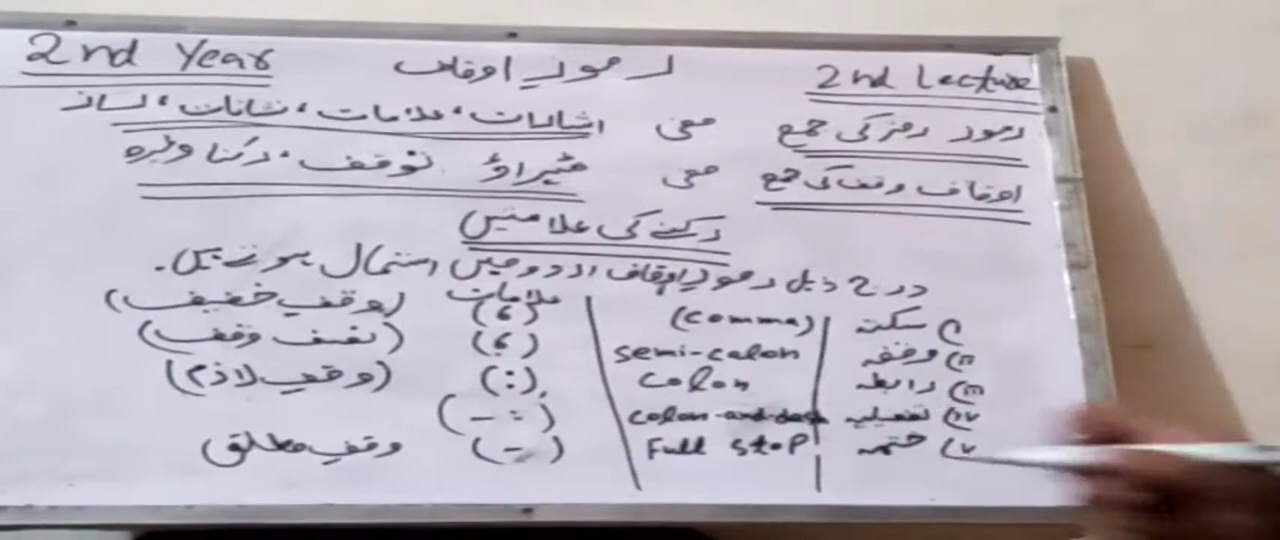 2nd Year رموزِ اوقاف 2nd Lecture
رموز رمز کی جمع معنی اشارات، علامات، نشانات،
اوقاف وقف کی جمع معنی ٹھہراؤ توقف، رکنا وغیرہ
رکنے کی علامتیں
درج ذیل رموزِ اوقاف اردو میں استعمال ہوتے ہیں۔
علامات
i) سکتہ (comma) (،) (وقفِ خفیف)
ii) وقفہ semi-colon (؛) (نصف وقف)
iii) رابطہ colon (:) (وقفِ لازم)
iv) تفصیلیہ colon-and-dash (:-)
v) ختمہ Full stop (-) وقفِ مطلق